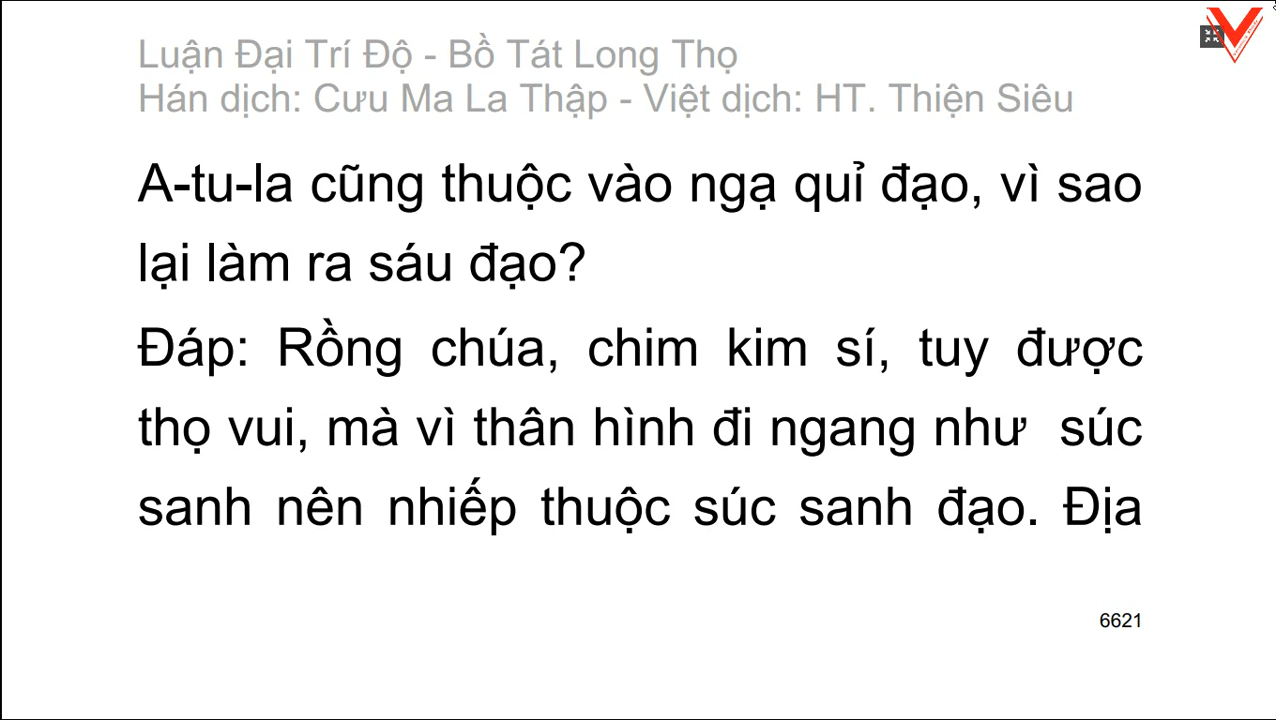 Luận Đại Trí Độ - Bồ Tát Long Thọ
Hán dịch: Cưu Ma La Thập - Việt dịch: HT. Thiện Siêu
A-tu-la cũng thuộc vào ngạ quỉ đạo, vì sao
lại làm ra sáu đạo?
Đáp: Rồng chúa, chim kim sí, tuy được
thọ vui, mà vì thân hình đi ngang như súc
sanh nên nhiếp thuộc súc sanh đạo. Địa
6621